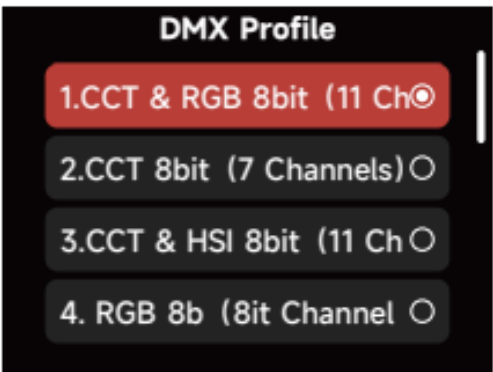 DMX Profile
1.CCT & RGB 8bit (11 Ch
2.CCT 8bit (7 Channels)
3.CCT & HSI 8bit (11 Ch
4. RGB 8b (8it Channel